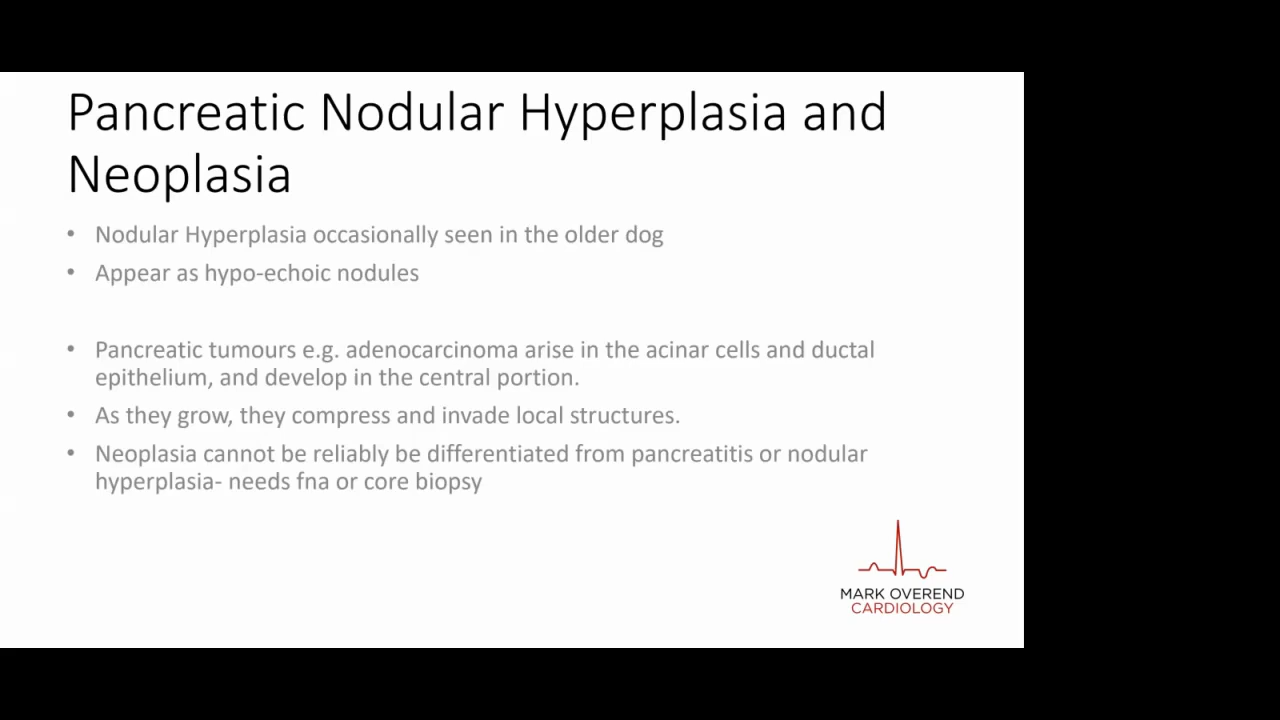 Pancreatic Nodular Hyperplasia and
Neoplasia
• Nodular Hyperplasia occasionally seen in the older dog
• Appear as hypo-echoic nodules
• Pancreatic tumours e.g. adenocarcinoma arise in the acinar cells and ductal
epithelium, and develop in the central portion.
• As they grow, they compress and invade local structures.
• Neoplasia cannot be reliably be differentiated from pancreatitis or nodular
hyperplasia- needs fna or core biopsy
MARK OVEREND
CARDIOLOGY